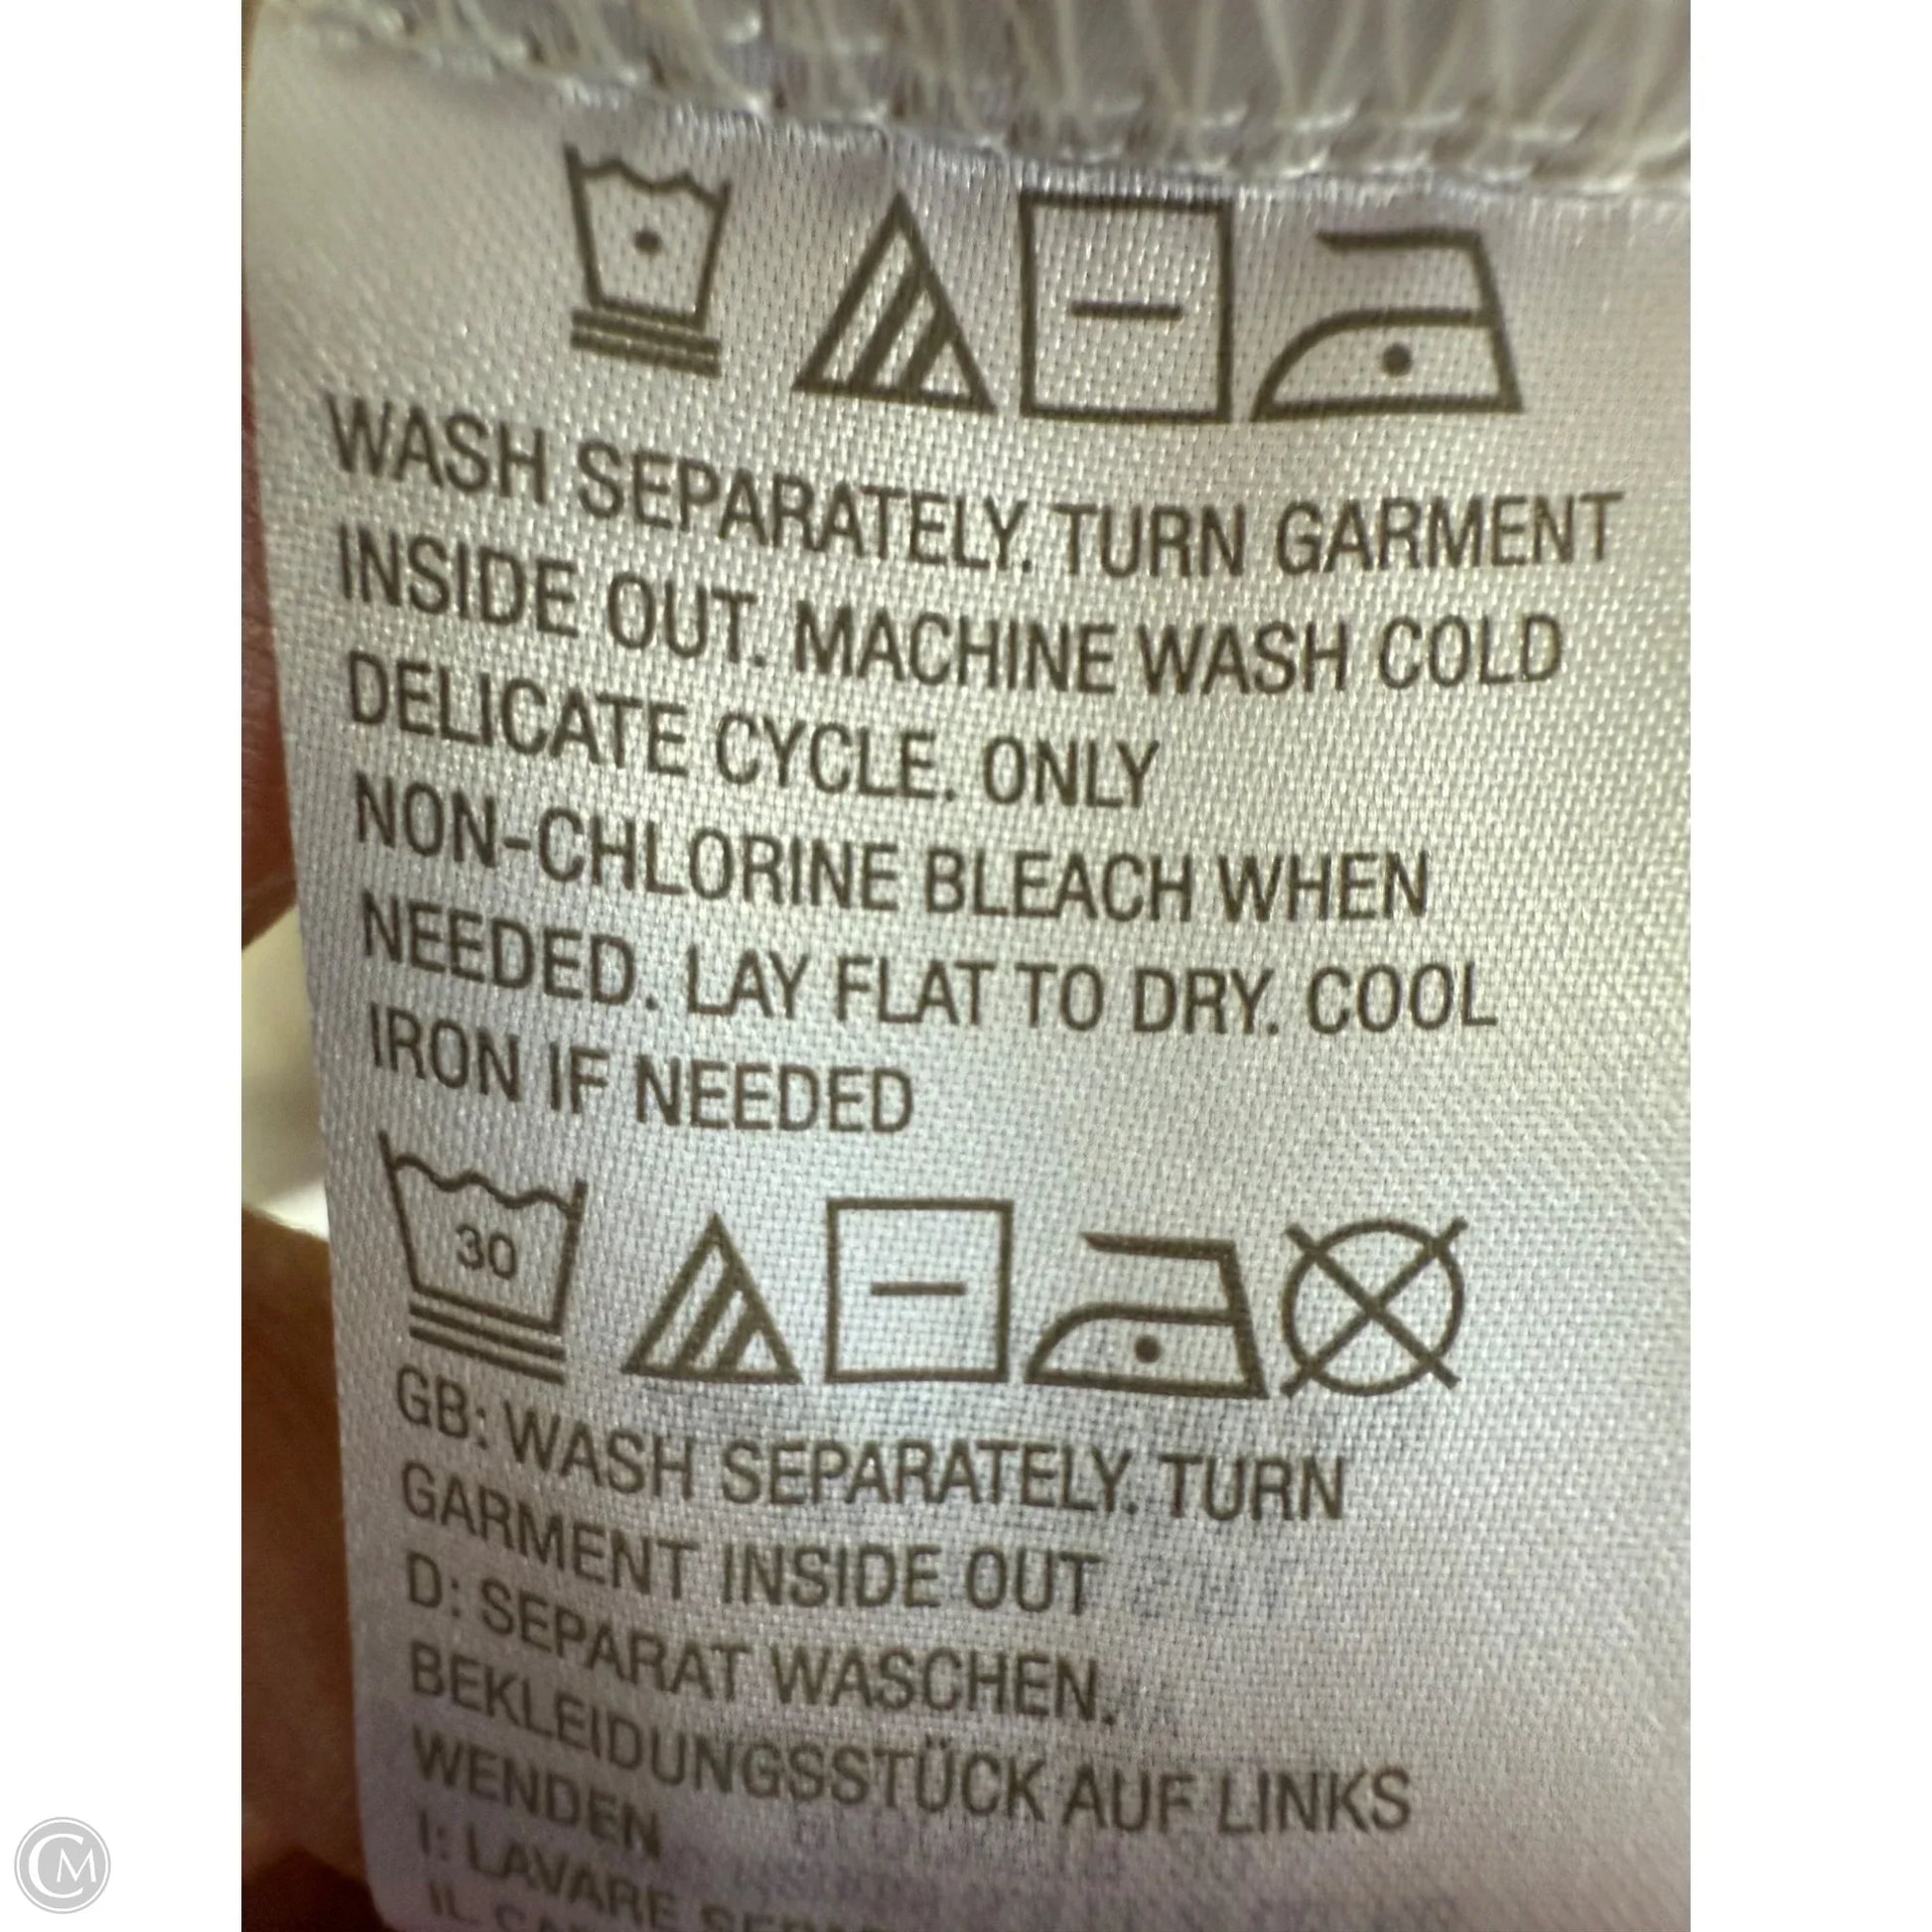 WASH SEPARATELY. TURN GARMENT
INSIDE OUT. MACHINE WASH COLD
DELICATE CYCLE. ONLY
NON-CHLORINE BLEACH WHEN
NEEDED. LAY FLAT TO DRY. COOL
IRON IF NEEDED
30
GB: WASH SEPARATELY. TURN
GARMENT INSIDE OUT
D: SEPARAT WASCHEN.
BEKLEIDUNGSSTÜCK AUF LINKS
WENDEN
I: LAVARE
CM